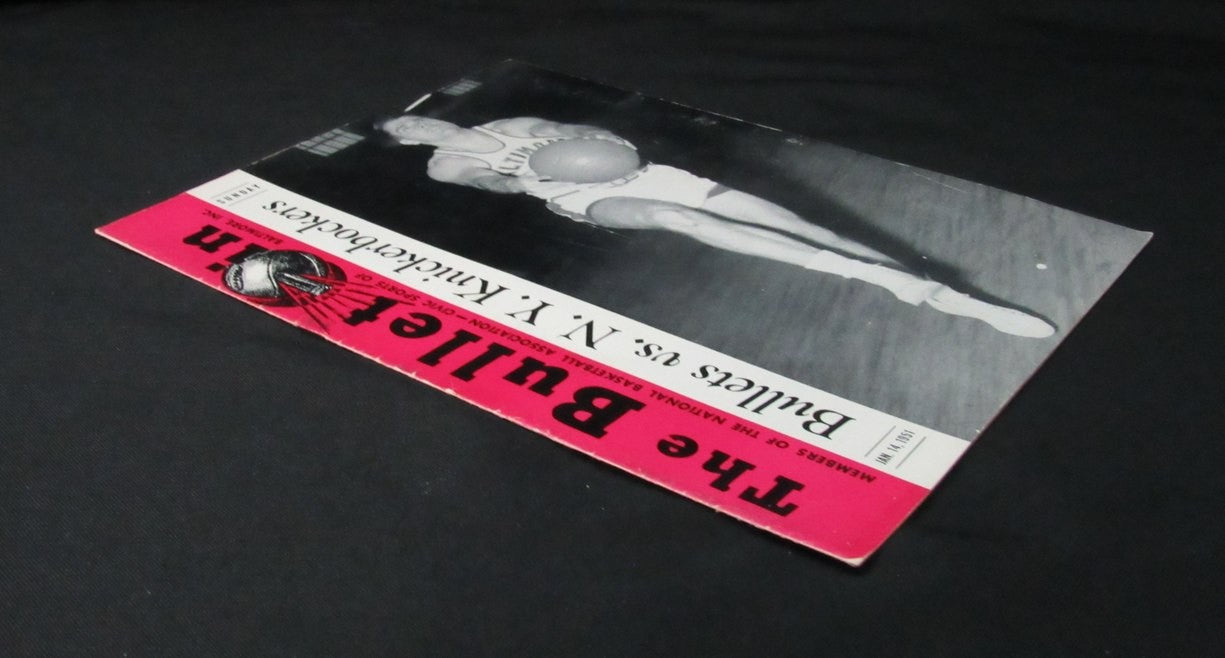 The Bulletin
MEMBERS OF THE NATIONAL BASKETBALL ASSOCIATION — CIVIC SPORTS OF BALTIMORE, INC.
JAN. 14, 1951
Bullets vs. N. Y. Knickerbockers
SUNDAY